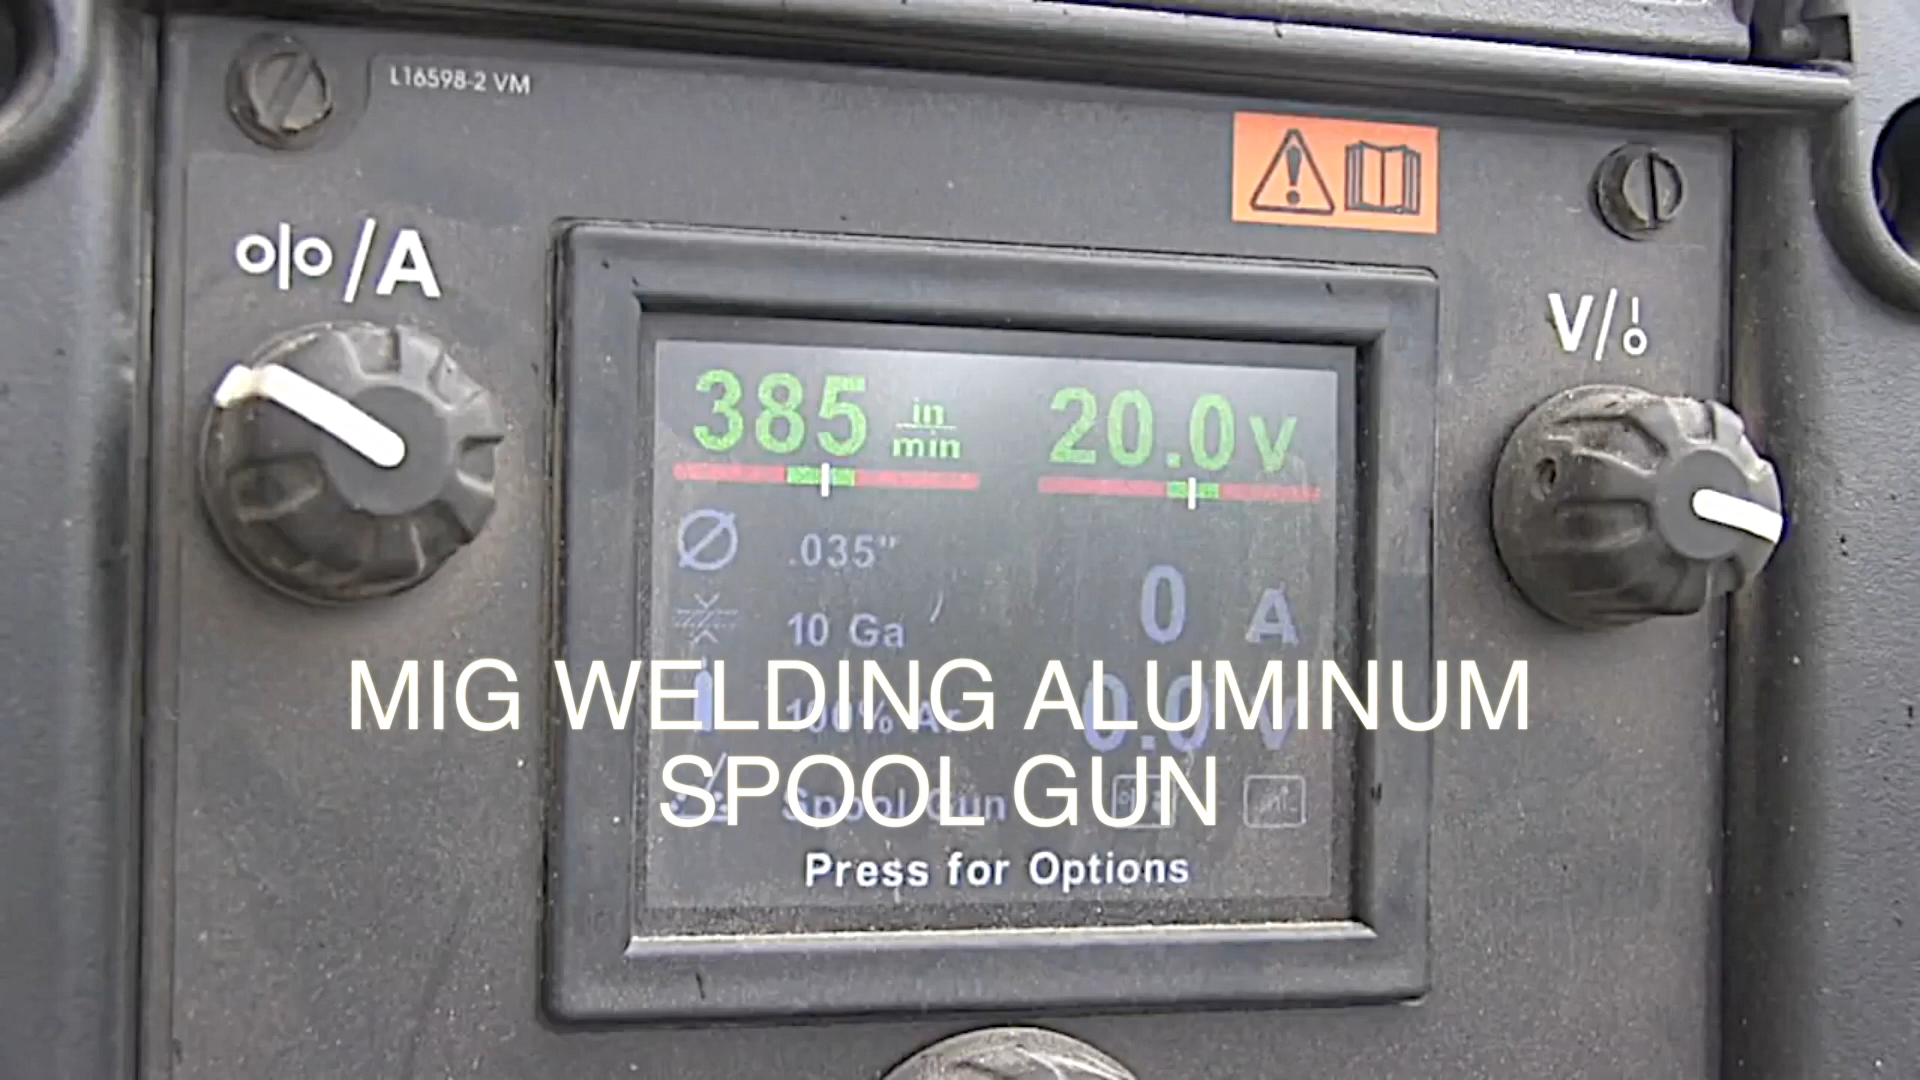 L16598-2 VM
/A
V/
385 in/min
20.0 V
.035"
10 Ga
0 A
100% Ar
0.0 V
Spool Gun
MIG WELDING ALUMINUM
SPOOL GUN
Press for Options